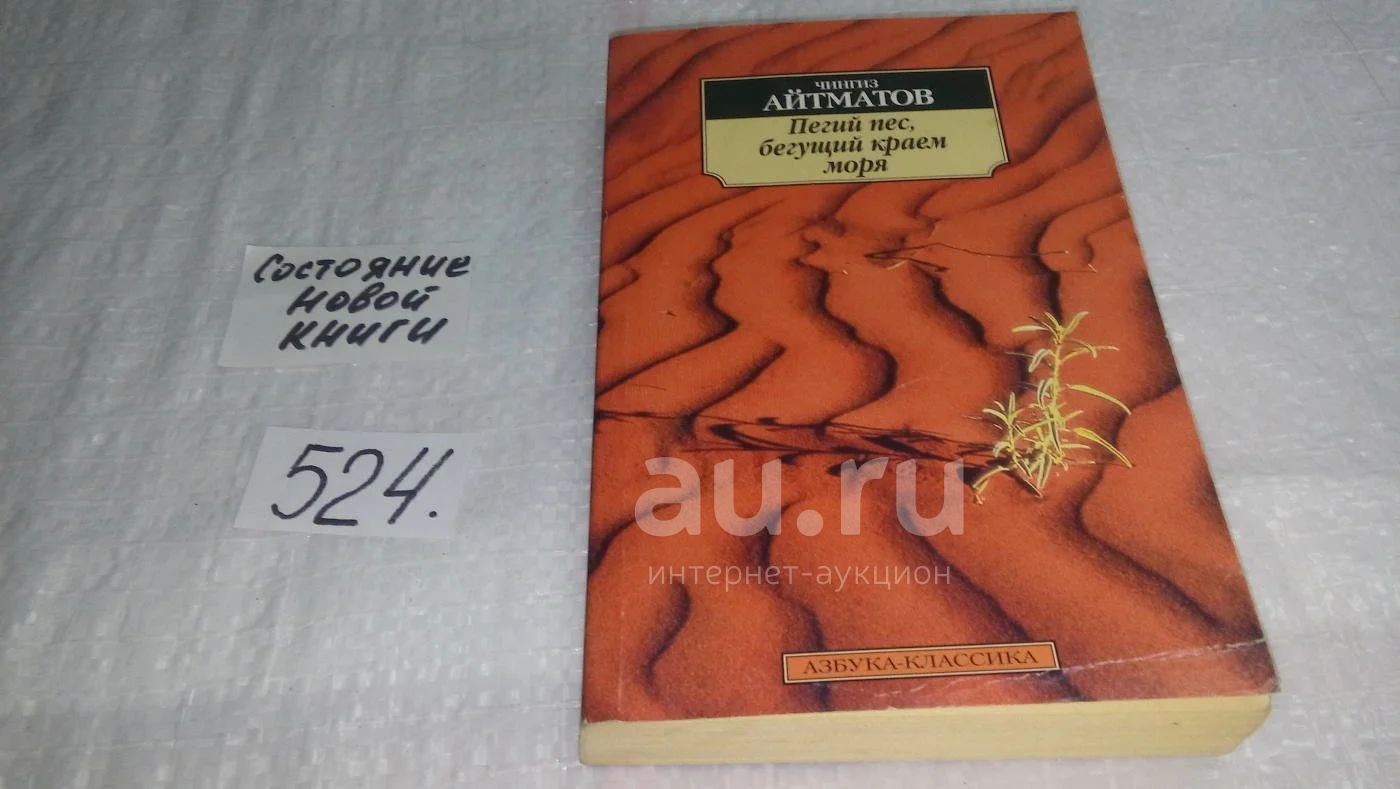 Состояние
новой
книги
524.
ЧИНГИЗ
АЙТМАТОВ
Пегий пес,
бегущий краем
моря
au.ru
интернет-аукцион
АЗБУКА-КЛАССИКА